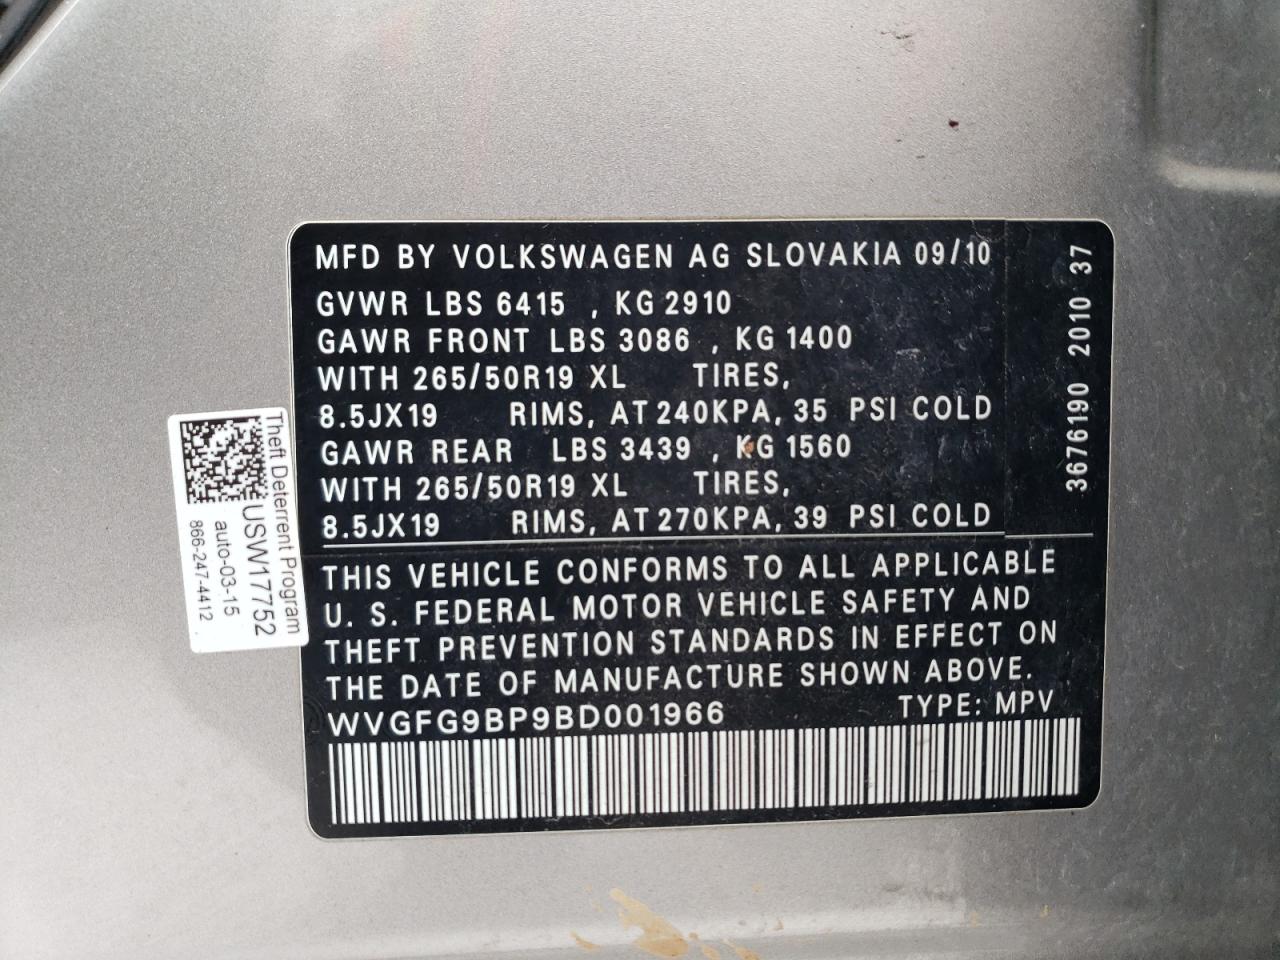 MFD BY VOLKSWAGEN AG SLOVAKIA 09/10
GVWR LBS 6415 , KG 2910
GAWR FRONT LBS 3086 , KG 1400
WITH 265/50R19 XL TIRES,
8.5JX19 RIMS, AT 240KPA, 35 PSI COLD
GAWR REAR LBS 3439 , KG 1560
WITH 265/50R19 XL TIRES,
8.5JX19 RIMS, AT 270KPA, 39 PSI COLD
3676190 2010 37
THIS VEHICLE CONFORMS TO ALL APPLICABLE
U. S. FEDERAL MOTOR VEHICLE SAFETY AND
THEFT PREVENTION STANDARDS IN EFFECT ON
THE DATE OF MANUFACTURE SHOWN ABOVE.
WVGFG9BP9BD001966 TYPE: MPV
Theft Deterrent Program
USW17752
auto-03-15
866-247-4412